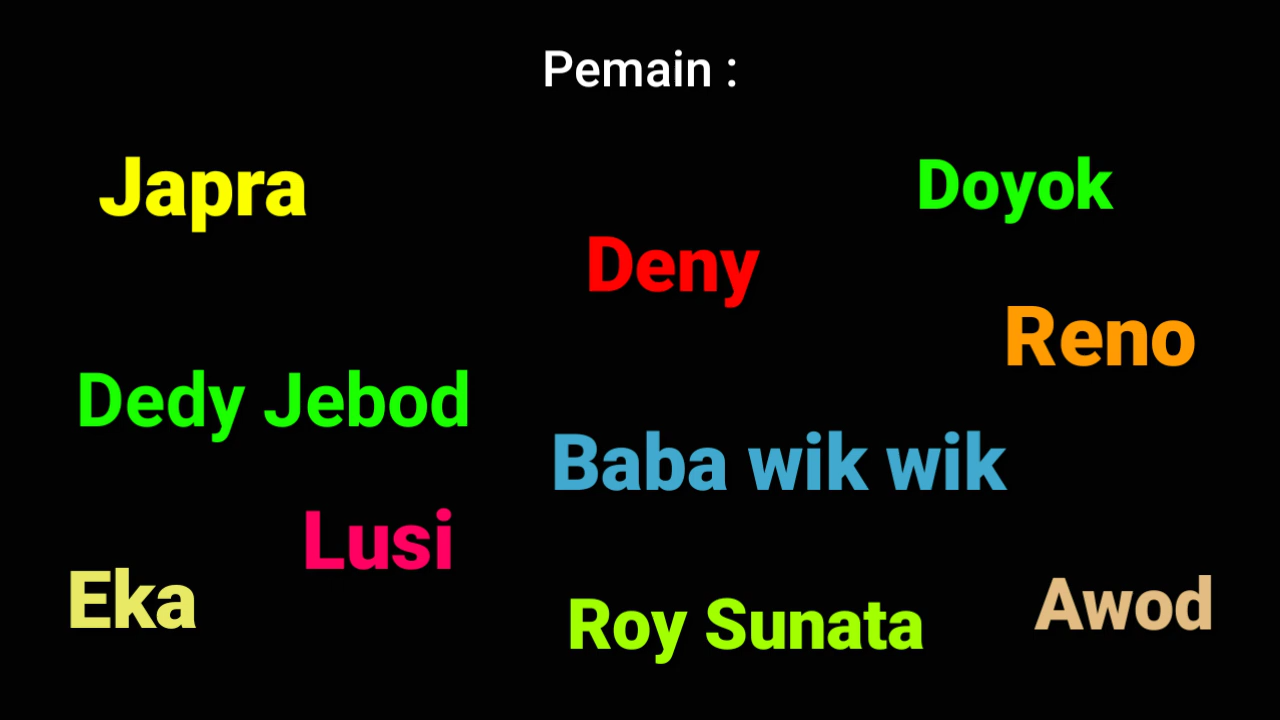 Pemain :
Japra
Doyok
Deny
Reno
Dedy Jebod
Baba wik wik
Lusi
Eka
Roy Sunata
Awod